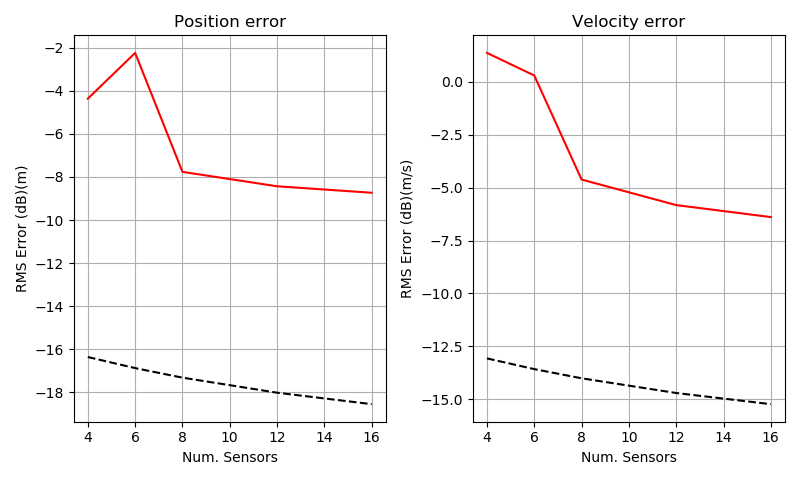 Position error
−2
−4
−6
−8
−10
−12
−14
−16
−18
RMS Error (dB)(m)
4 6 8 10 12 14 16
Num. Sensors
Velocity error
0.0
−2.5
−5.0
−7.5
−10.0
−12.5
−15.0
RMS Error (dB)(m/s)
4 6 8 10 12 14 16
Num. Sensors